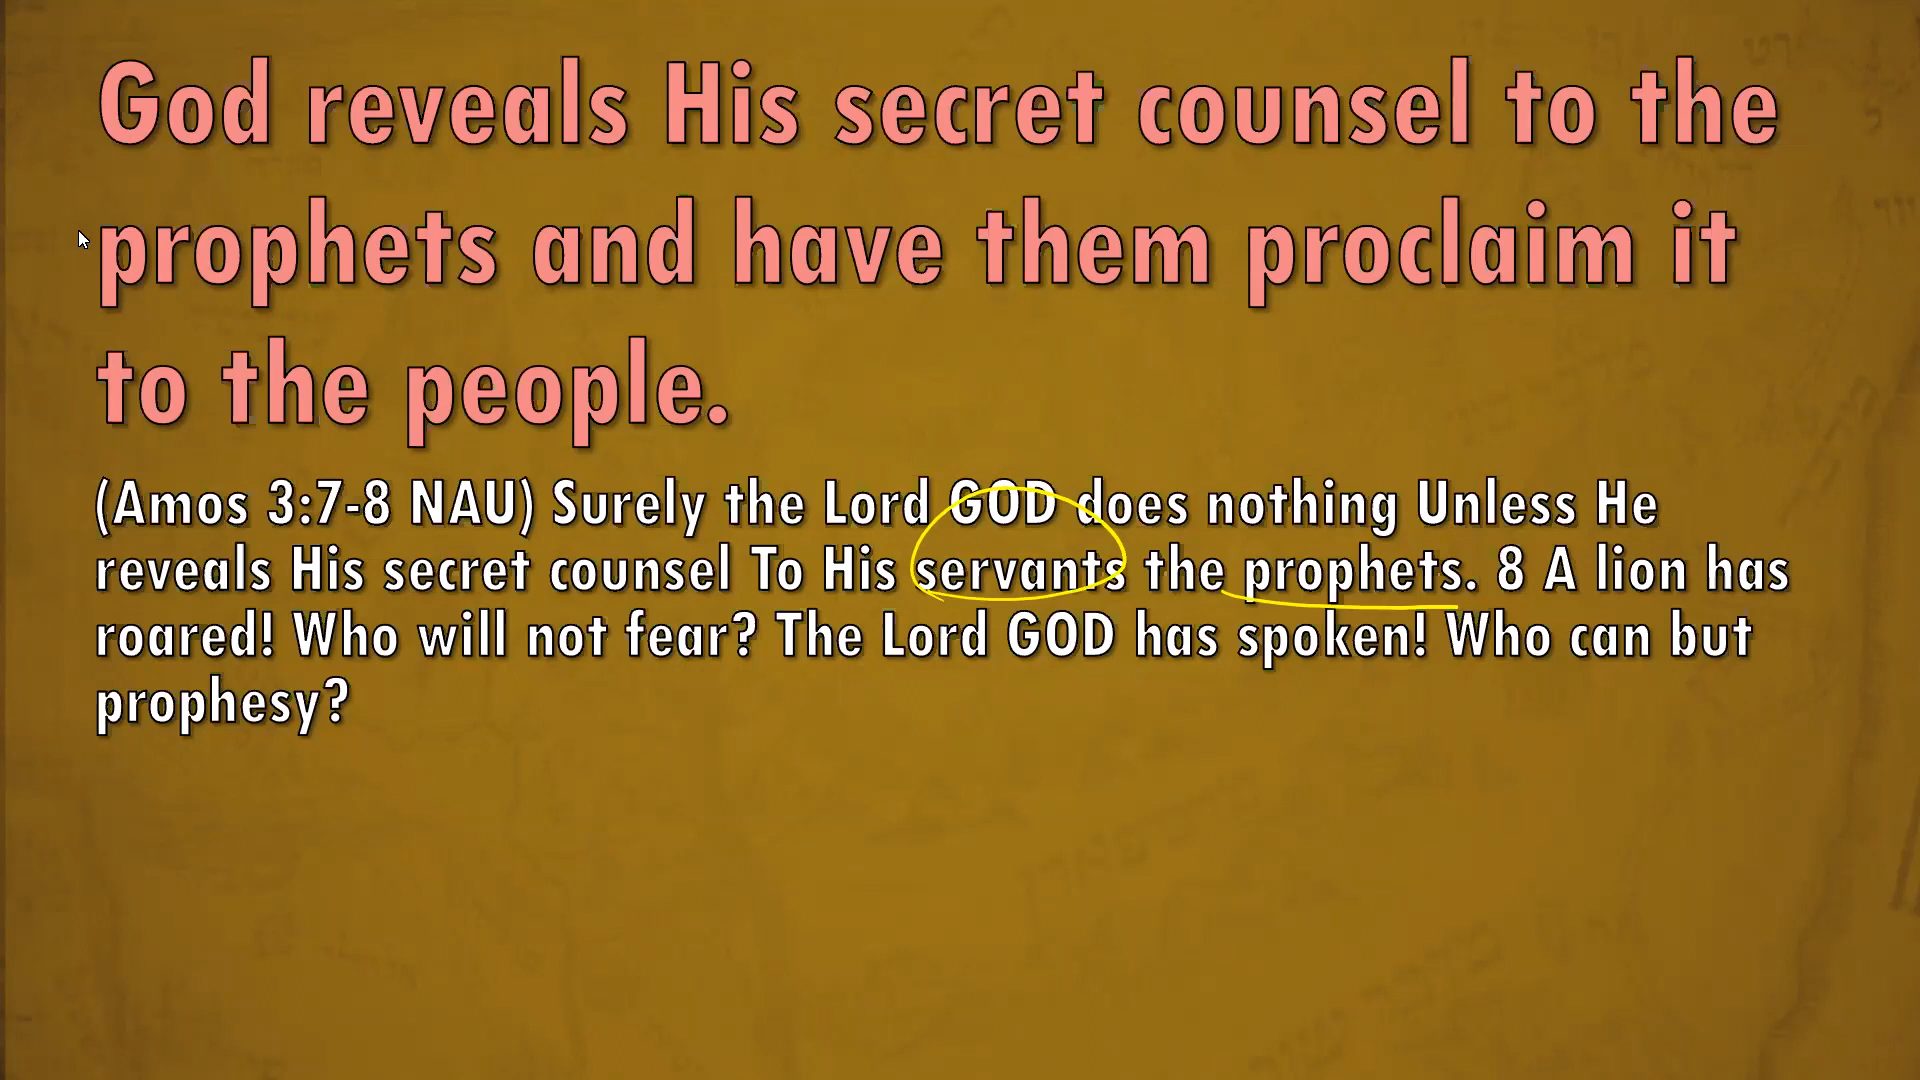 God reveals His secret counsel to the
prophets and have them proclaim it
to the people.
(Amos 3:7-8 NAU) Surely the Lord GOD does nothing Unless He
reveals His secret counsel To His servants the prophets. 8 A lion has
roared! Who will not fear? The Lord GOD has spoken! Who can but
prophesy?